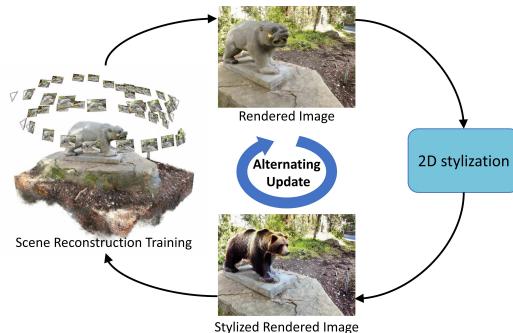 Rendered Image
Alternating
Update
2D stylization
Scene Reconstruction Training
Stylized Rendered Image